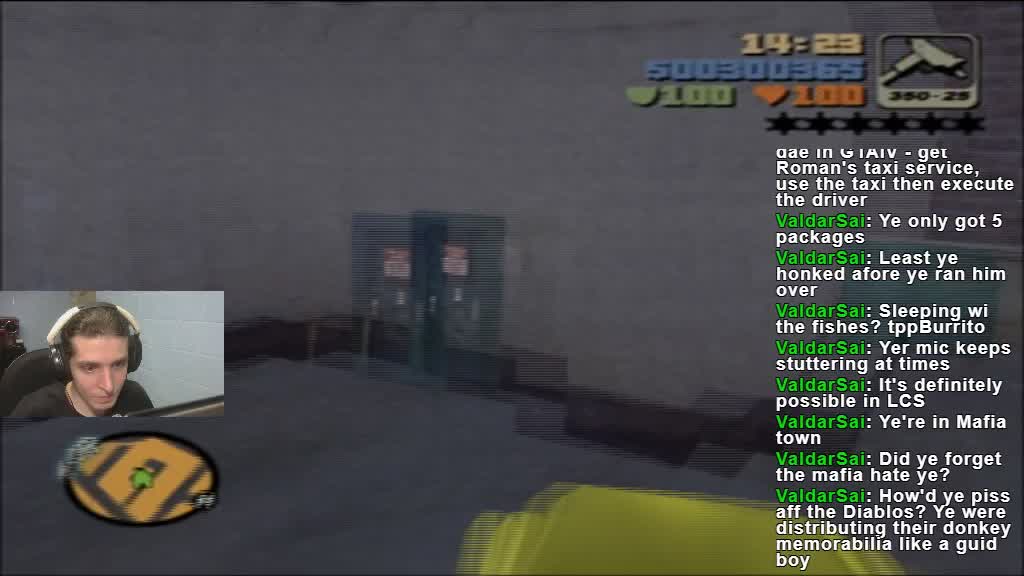 14:23
500300365
100 100
350-25
dae in GTAIV - get
Roman's taxi service,
use the taxi then execute
the driver
ValdarSai: Ye only got 5
packages
ValdarSai: Least ye
honked afore ye ran him
over
ValdarSai: Sleeping wi
the fishes? tppBurrito
ValdarSai: Yer mic keeps
stuttering at times
ValdarSai: It's definitely
possible in LCS
ValdarSai: Ye're in Mafia
town
ValdarSai: Did ye forget
the mafia hate ye?
ValdarSai: How'd ye piss
aff the Diablos? Ye were
distributing their donkey
memorabilia like a guid
boy